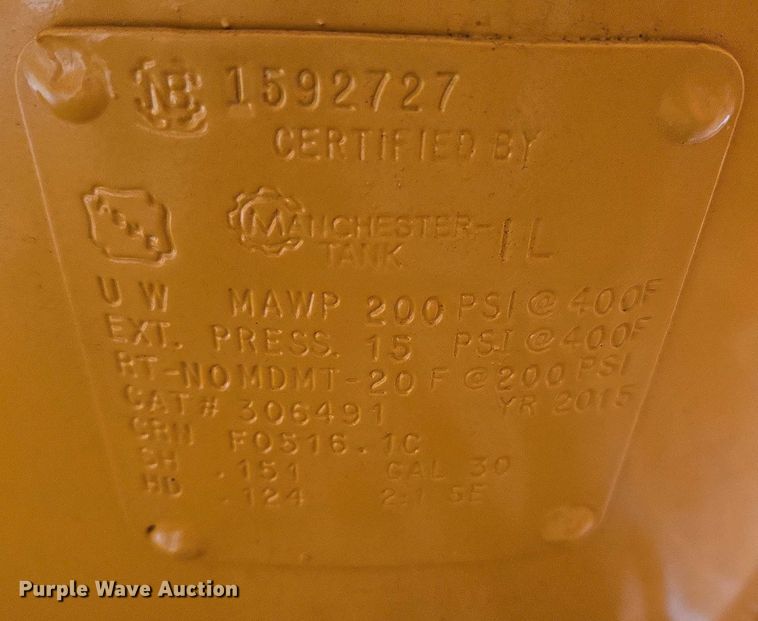 NB 1592727
CERTIFIED BY
MANCHESTER-IL
TANK
U W MAWP 200 PSI @ 400F
EXT. PRESS. 15 PSI @ 400F
RT-NO MDMT-20 F @ 200 PSI
CAT # 306491 YR 2015
CRN F0516.1C
SH .151 GAL 30
HD .124 2:1 SE
Purple Wave Auction